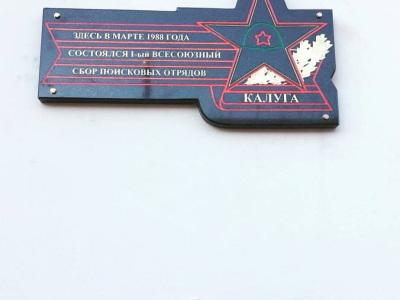 ЗДЕСЬ В МАРТЕ 1988 ГОДА
СОСТОЯЛСЯ I-ый ВСЕСОЮЗНЫЙ
СБОР ПОИСКОВЫХ ОТРЯДОВ
КАЛУГА